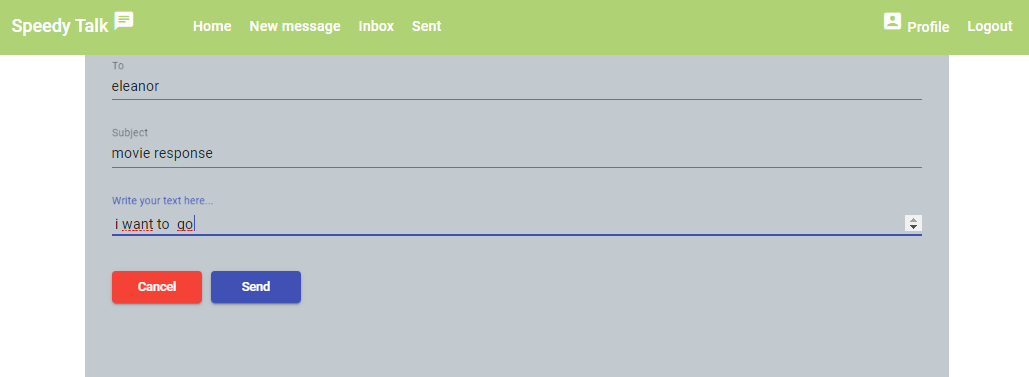 Speedy Talk Home New message Inbox Sent Profile Logout
To
eleanor
Subject
movie response
Write your text here...
i want to  go
Cancel Send